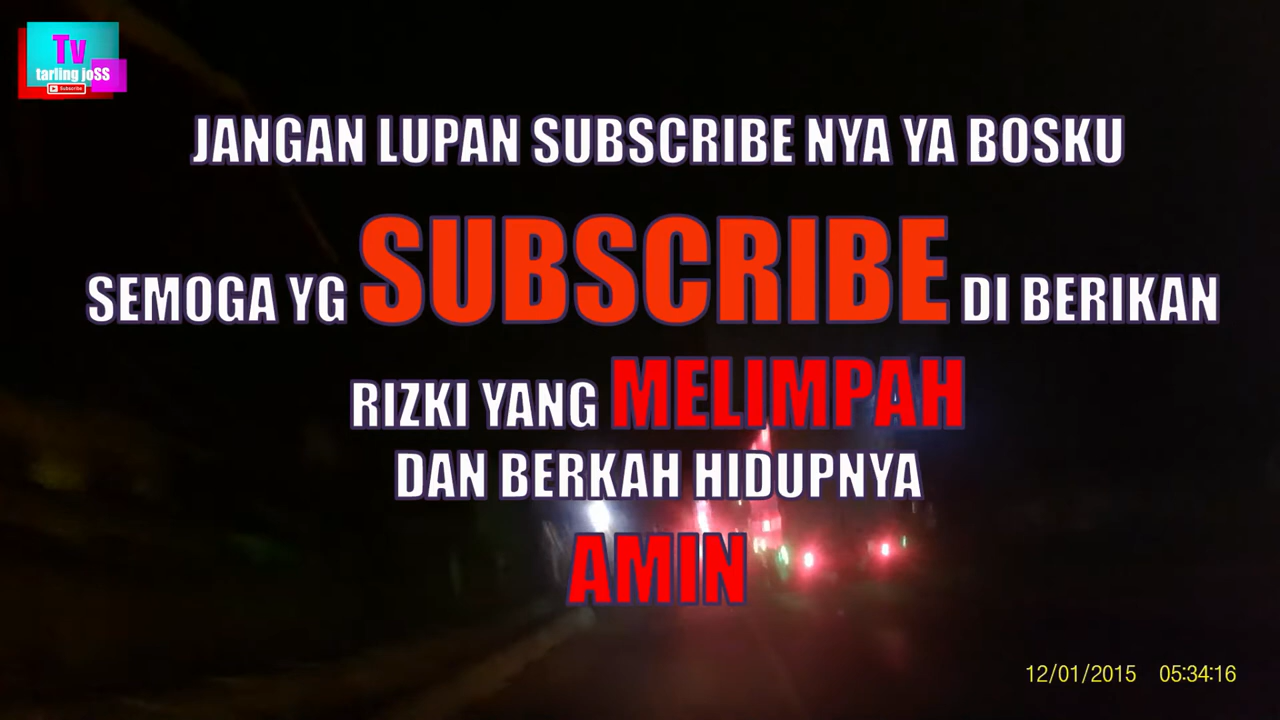 Tv
tarling joSS
Subscribe
JANGAN LUPAN SUBSCRIBE NYA YA BOSKU
SEMOGA YG SUBSCRIBE DI BERIKAN
RIZKI YANG MELIMPAH
DAN BERKAH HIDUPNYA
AMIN
12/01/2015 05:34:16